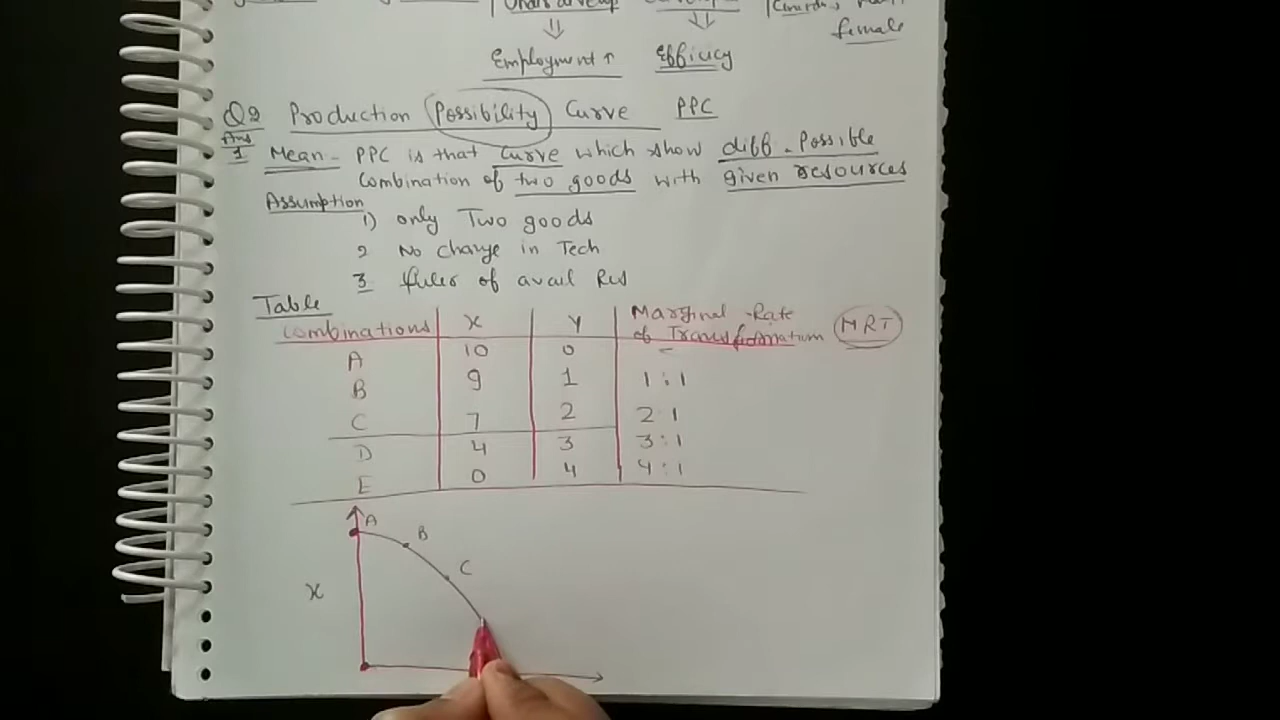 female
Employment ↑ Efficiency
Q2 Production Possibility Curve PPC
Ans
1 Mean - PPC is that curve which show diff. Possible
combination of two goods with given resources
Assumption
1) only Two goods
2 No change in Tech
3 of avail Res
Table
Combinations X Y Marginal Rate
of Transformation MRT
A 10 0 -
B 9 1 1:1
C 7 2 2:1
D 4 3 3:1
E 0 4 4:1
A
B
C
X